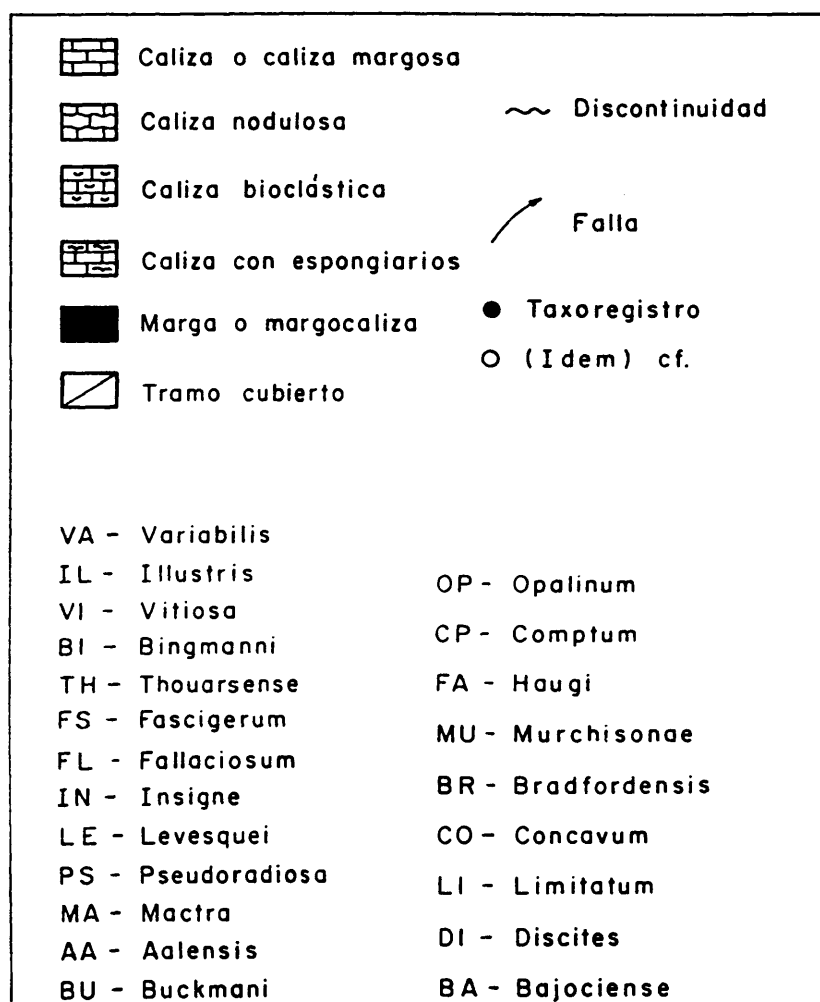 Caliza o caliza margosa
Caliza nodulosa
Caliza bioclástica
Caliza con espongiarios
Marga o margocaliza
Tramo cubierto
Discontinuidad
Falla
Taxoregistro
(Idem) cf.
VA - Variabilis
IL - Illustris
VI - Vitiosa
BI - Bingmanni
TH - Thouarsense
FS - Fascigerum
FL - Fallaciosum
IN - Insigne
LE - Levesquei
PS - Pseudoradiosa
MA - Mactra
AA - Aalensis
BU - Buckmani
OP - Opalinum
CP - Comptum
FA - Haugi
MU - Murchisonae
BR - Bradfordensis
CO - Concavum
LI - Limitatum
DI - Discites
BA - Bajociense